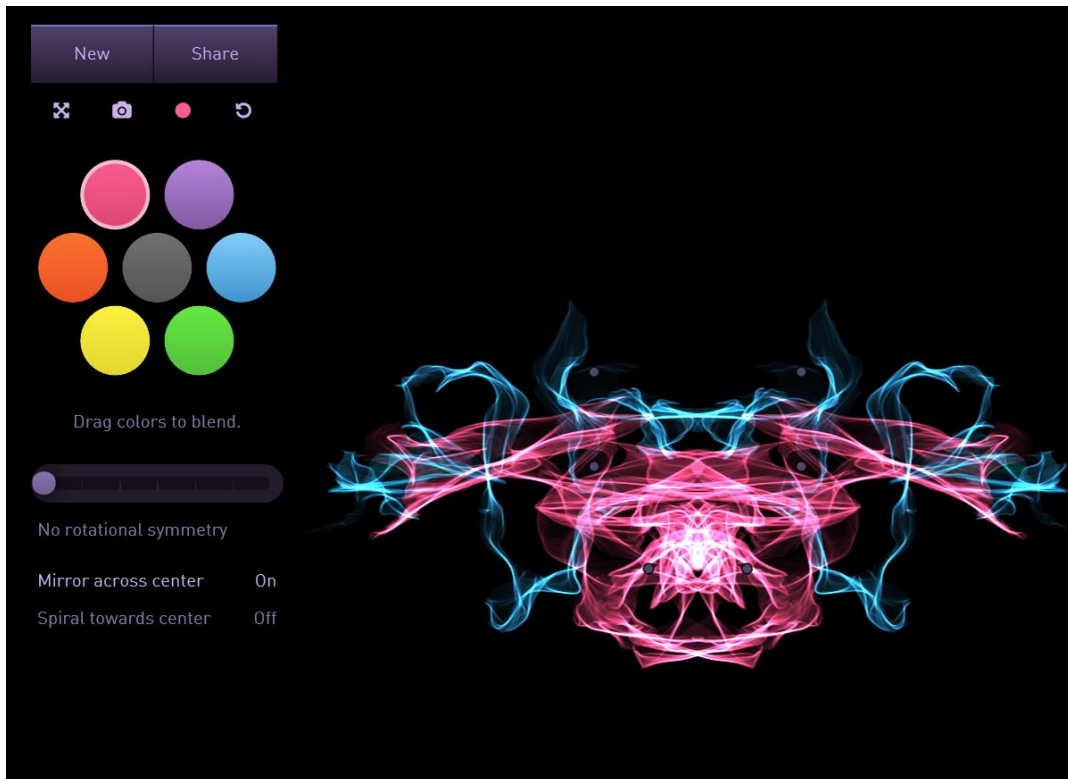 New Share
Drag colors to blend.
No rotational symmetry
Mirror across center On
Spiral towards center Off